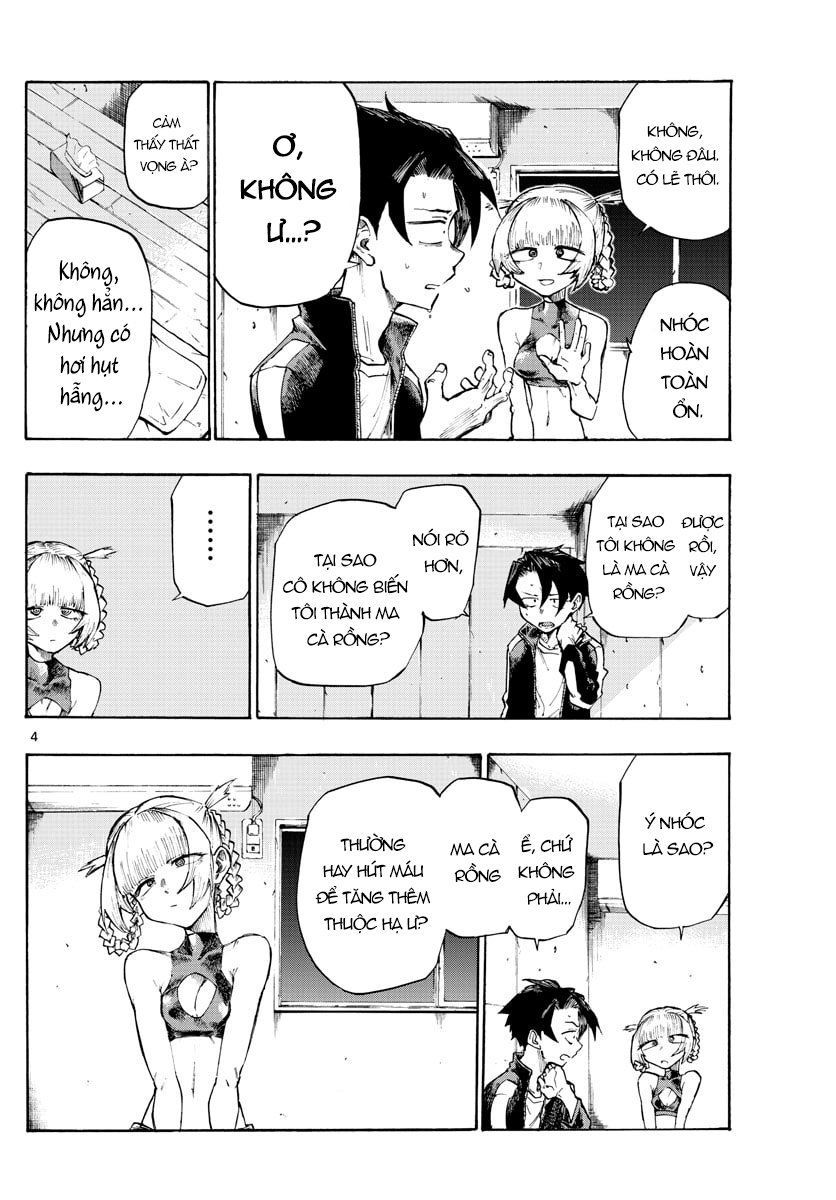 KHÔNG,
KHÔNG ĐÂU.
CÓ LẼ THÔI.
NHÓC
HOÀN
TOÀN
ỔN.
Ơ,
KHÔNG
Ư...?
CẢM
THẤY THẤT
VỌNG À?
Không,
không hẳn...
Nhưng có
hơi hụt
hẫng...
ĐƯỢC
RỒI,
VẬY
TẠI SAO
TÔI KHÔNG
LÀ MA CÀ
RỒNG?
NÓI RÕ
HƠN,
TẠI SAO
CÔ KHÔNG BIẾN
TÔI THÀNH MA
CÀ RỒNG?
......
4
Ý NHÓC
LÀ SAO?
Ể, CHỨ
KHÔNG
PHẢI...
MA CÀ
RỒNG
THƯỜNG
HAY HÚT MÁU
ĐỂ TĂNG THÊM
THUỘC HẠ Ư?